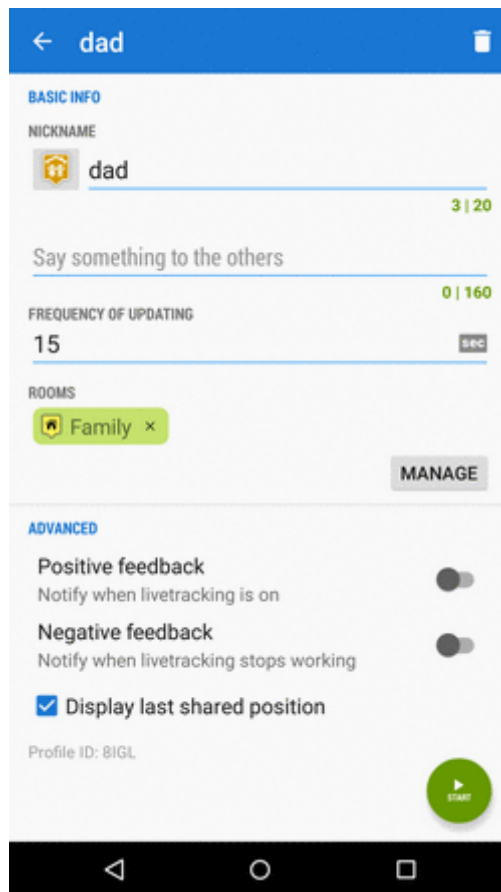 dad
BASIC INFO
NICKNAME
dad
3 | 20
Say something to the others
0 | 160
FREQUENCY OF UPDATING
15 sec
ROOMS
Family ×
MANAGE
ADVANCED
Positive feedback
Notify when livetracking is on
Negative feedback
Notify when livetracking stops working
Display last shared position
Profile ID: 8IGL
START